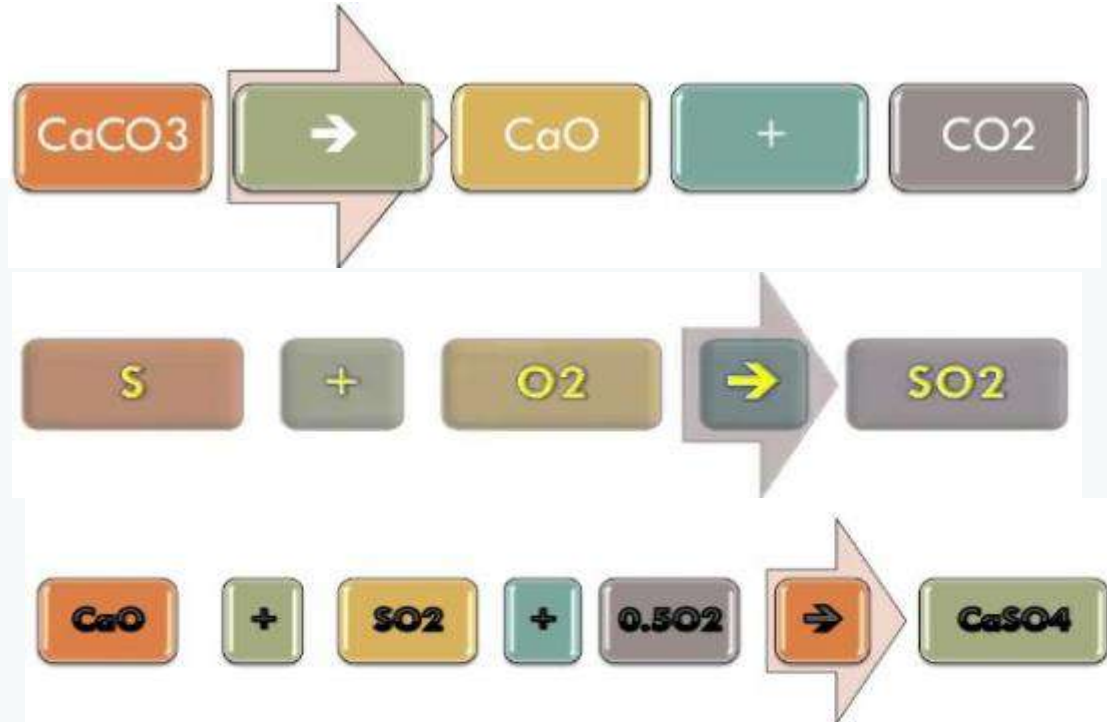 CaCO3 → CaO + CO2
S + O2 → SO2
CaO + SO2 + 0.5O2 → CaSO4